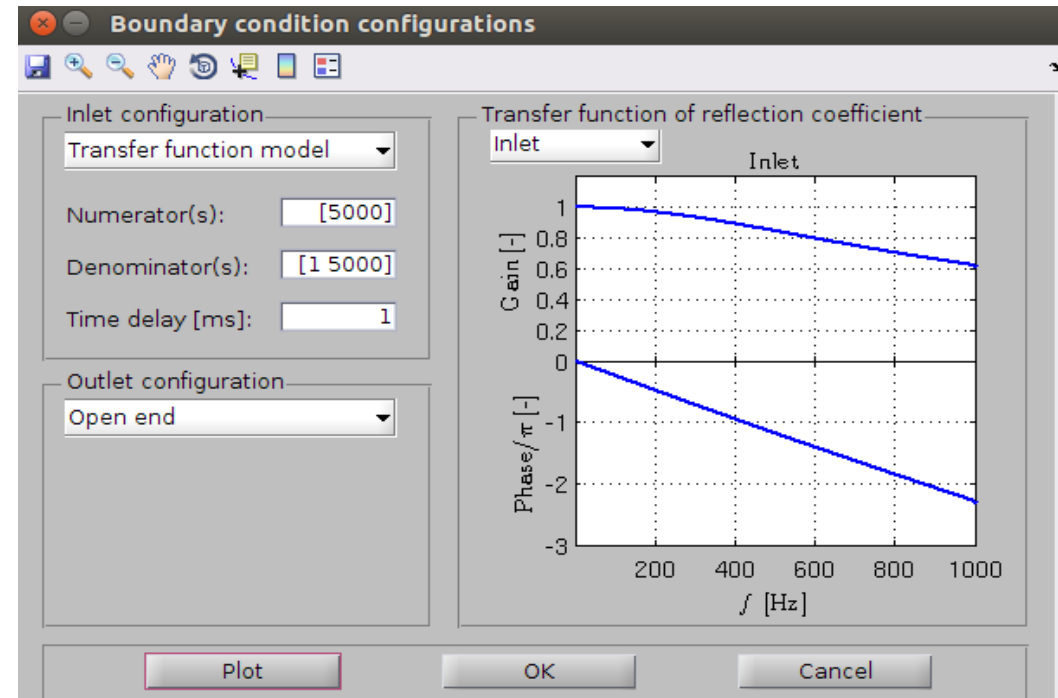 Boundary condition configurations
Inlet configuration
Transfer function model
Numerator(s): [5000]
Denominator(s): [1 5000]
Time delay [ms]: 1
Outlet configuration
Open end
Transfer function of reflection coefficient
Inlet
Inlet
Gain [-]
1
0.8
0.6
0.4
0.2
0
Phase/π [-]
-1
-2
-3
200 400 600 800 1000
f [Hz]
Plot OK Cancel